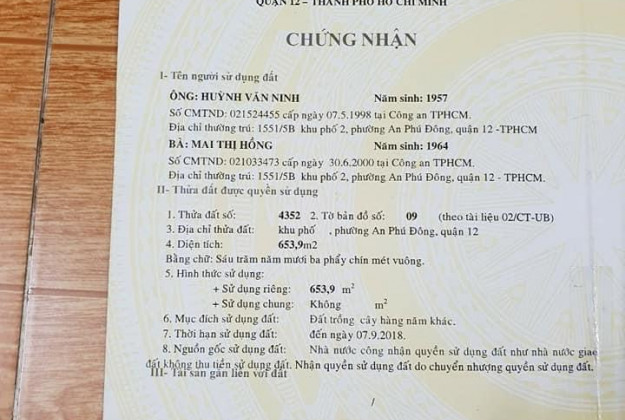 QUẬN 12 – THÀNH PHỐ HỒ CHÍ MINH
CHỨNG NHẬN
I- Tên người sử dụng đất
ÔNG: HUỲNH VĂN NINH Năm sinh: 1957
Số CMTND: 021524455 cấp ngày 07.5.1998 tại Công an TPHCM.
Địa chỉ thường trú: 1551/5B khu phố 2, phường An Phú Đông, quận 12 -TPHCM
BÀ: MAI THỊ HỒNG Năm sinh: 1964
Số CMTND: 021033473 cấp ngày 30.6.2000 tại Công an TPHCM.
Địa chỉ thường trú: 1551/5B khu phố 2, phường An Phú Đông, quận 12 - TPHCM.
II- Thửa đất được quyền sử dụng
1. Thửa đất số: 4352 2. Tờ bản đồ số: 09 (theo tài liệu 02/CT-UB)
3. Địa chỉ thửa đất: khu phố , phường An Phú Đông, quận 12
4. Diện tích: 653,9m2
Bằng chữ: Sáu trăm năm mươi ba phẩy chín mét vuông.
5. Hình thức sử dụng:
+ Sử dụng riêng: 653,9 m²
+ Sử dụng chung: Không m²
6. Mục đích sử dụng đất: Đất trồng cây hàng năm khác.
7. Thời hạn sử dụng đất: đến ngày 07.9.2018.
8. Nguồn gốc sử dụng đất: Nhà nước công nhận quyền sử dụng đất như nhà nước giao
đất không thu tiền sử dụng đất. Nhận quyền sử dụng đất do chuyển nhượng quyền sử dụng đất.
III- Tài sản gắn liền với đất
/